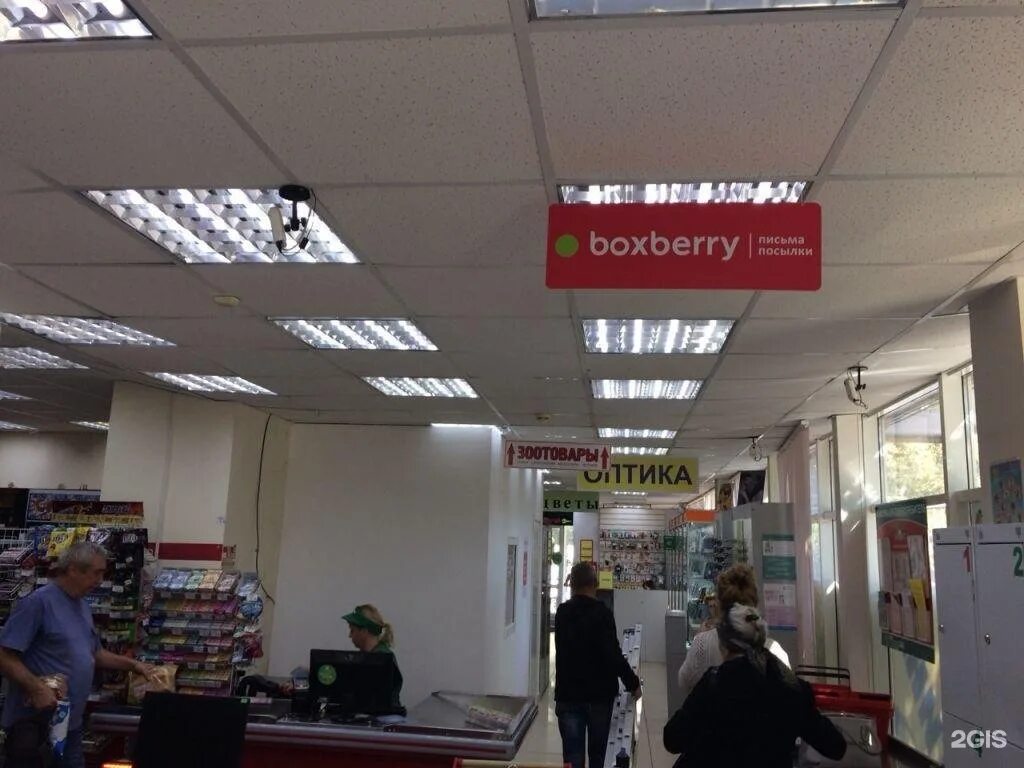 boxberry
письма
посылки
ЗООТОВАРЫ
ОПТИКА
цветы
1
2
2GIS